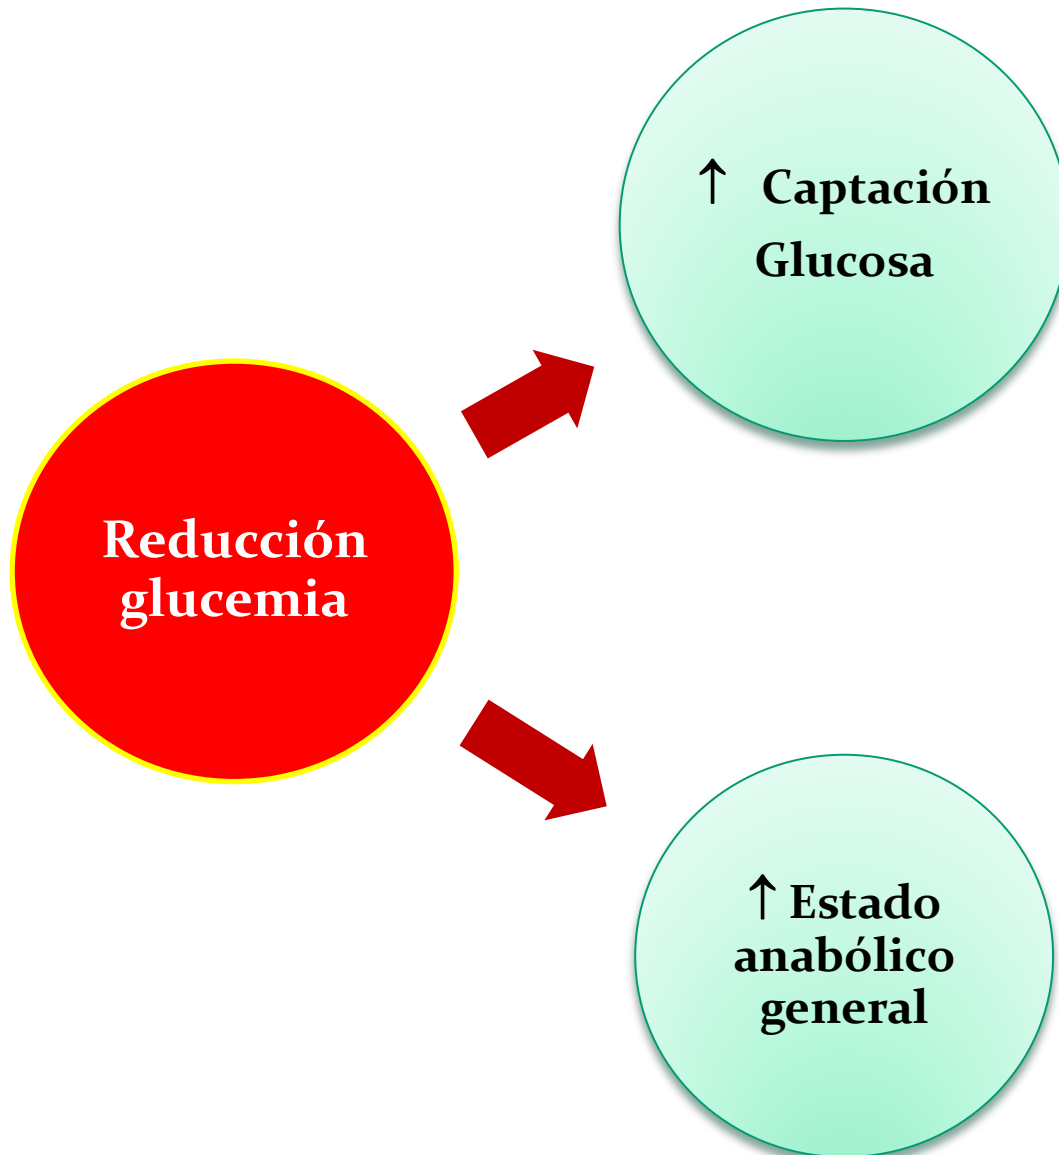 ↑ Captación
Glucosa
Reducción
glucemia
↑ Estado
anabólico
general